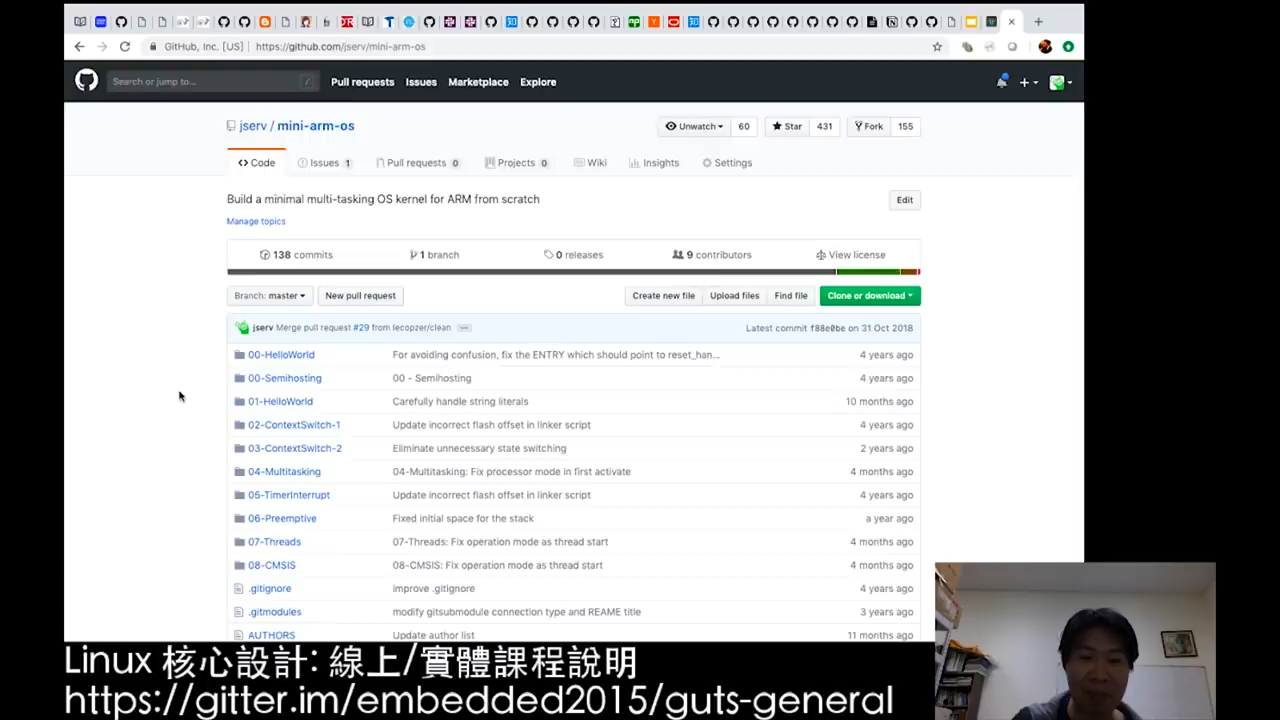 GitHub, Inc. [US] | https://github.com/jserv/mini-arm-os
Search or jump to... /
Pull requests Issues Marketplace Explore
jserv / mini-arm-os
Unwatch 60 Star 431 Fork 155
Code Issues 1 Pull requests 0 Projects 0 Wiki Insights Settings
Build a minimal multi-tasking OS kernel for ARM from scratch
Edit
Manage topics
138 commits 1 branch 0 releases 9 contributors View license
Branch: master New pull request Create new file Upload files Find file Clone or download
jserv Merge pull request #29 from lecopzer/clean ... Latest commit f88e0be on 31 Oct 2018
00-HelloWorld For avoiding confusion, fix the ENTRY which should point to reset_han... 4 years ago
00-Semihosting 00 - Semihosting 4 years ago
01-HelloWorld Carefully handle string literals 10 months ago
02-ContextSwitch-1 Update incorrect flash offset in linker script 4 years ago
03-ContextSwitch-2 Eliminate unnecessary state switching 2 years ago
04-Multitasking 04-Multitasking: Fix processor mode in first activate 4 months ago
05-TimerInterrupt Update incorrect flash offset in linker script 4 years ago
06-Preemptive Fixed initial space for the stack a year ago
07-Threads 07-Threads: Fix operation mode as thread start 4 months ago
08-CMSIS 08-CMSIS: Fix operation mode as thread start 4 months ago
.gitignore improve .gitignore 4 years ago
.gitmodules modify gitsubmodule connection type and REAME title 3 years ago
AUTHORS Update author list 11 months ago
Linux 核心設計: 線上/實體課程說明
https://gitter.im/embedded2015/guts-general